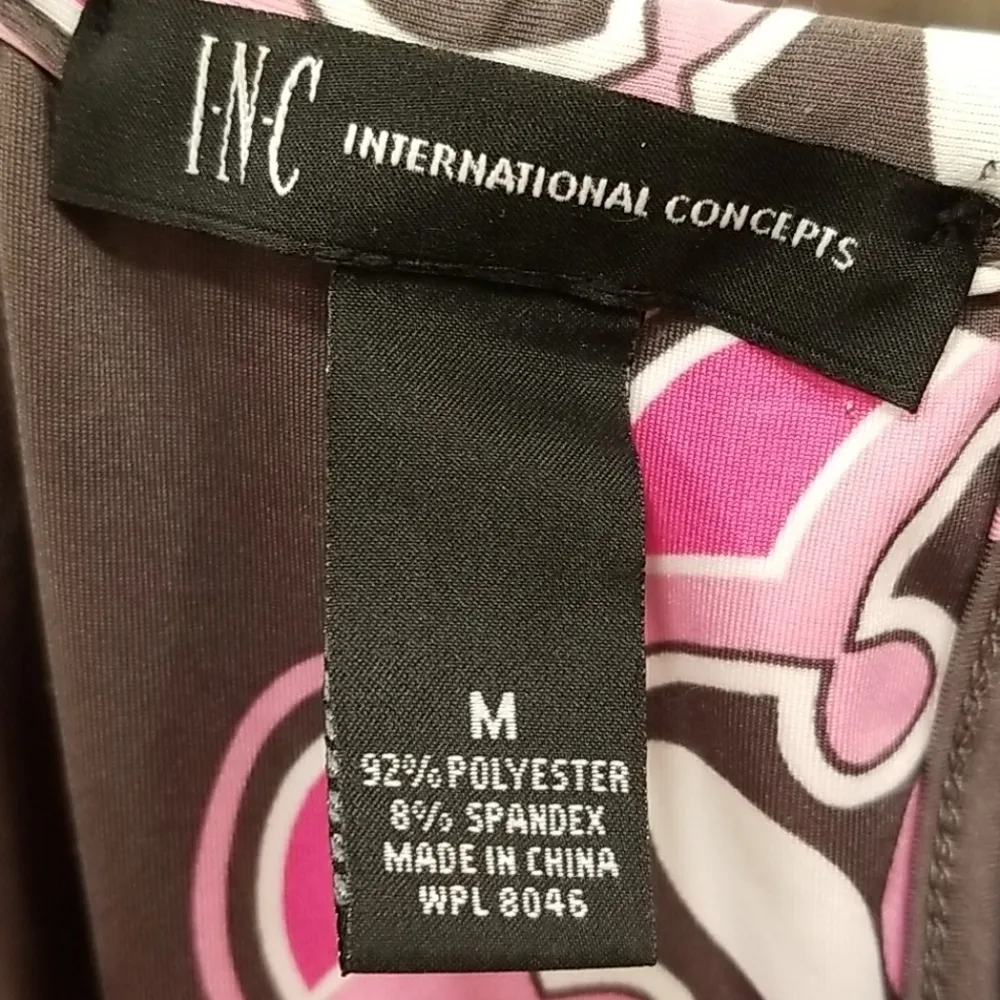 I·N·C INTERNATIONAL CONCEPTS
M
92% POLYESTER
8% SPANDEX
MADE IN CHINA
WPL 8046